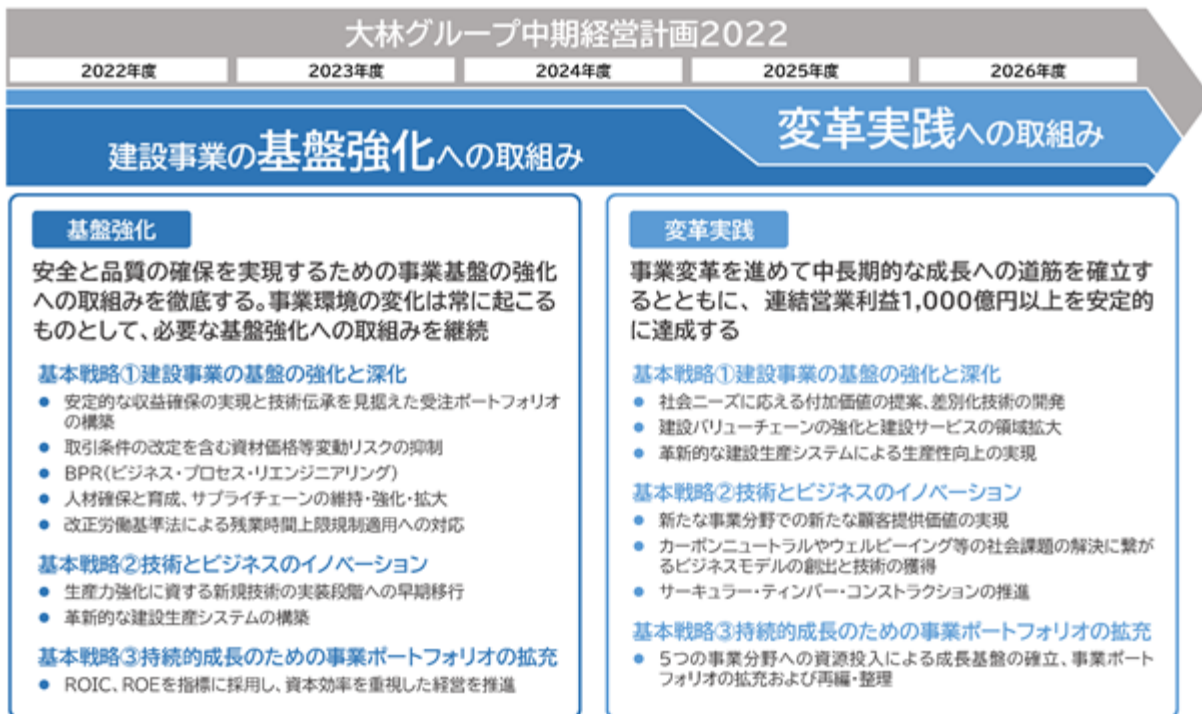 大林グループ中期経営計画2022
2022年度
2023年度
2024年度
2025年度
2026年度
建設事業の基盤強化への取組み
変革実践への取組み
基盤強化
安全と品質の確保を実現するための事業基盤の強化
への取組みを徹底する。事業環境の変化は常に起こる
ものとして、必要な基盤強化への取組みを継続
基本戦略①建設事業の基盤の強化と深化
● 安定的な収益確保の実現と技術伝承を見据えた受注ポートフォリオ
の構築
● 取引条件の改定を含む資材価格等変動リスクの抑制
● BPR(ビジネス・プロセス・リエンジニアリング)
● 人材確保と育成、サプライチェーンの維持・強化・拡大
● 改正労働基準法による残業時間上限規制適用への対応
基本戦略②技術とビジネスのイノベーション
● 生産力強化に資する新規技術の実装段階への早期移行
● 革新的な建設生産システムの構築
基本戦略③持続的成長のための事業ポートフォリオの拡充
● ROIC、ROEを指標に採用し、資本効率を重視した経営を推進
変革実践
事業変革を進めて中長期的な成長への道筋を確立す
るとともに、 連結営業利益1,000億円以上を安定的
に達成する
基本戦略①建設事業の基盤の強化と深化
● 社会ニーズに応える付加価値の提案、差別化技術の開発
● 建設バリューチェーンの強化と建設サービスの領域拡大
● 革新的な建設生産システムによる生産性向上の実現
基本戦略②技術とビジネスのイノベーション
● 新たな事業分野での新たな顧客提供価値の実現
● カーボンニュートラルやウェルビーイング等の社会課題の解決に繋が
るビジネスモデルの創出と技術の獲得
● サーキュラー・ティンバー・コンストラクションの推進
基本戦略③持続的成長のための事業ポートフォリオの拡充
● 5つの事業分野への資源投入による成長基盤の確立、事業ポート
フォリオの拡充および再編・整理